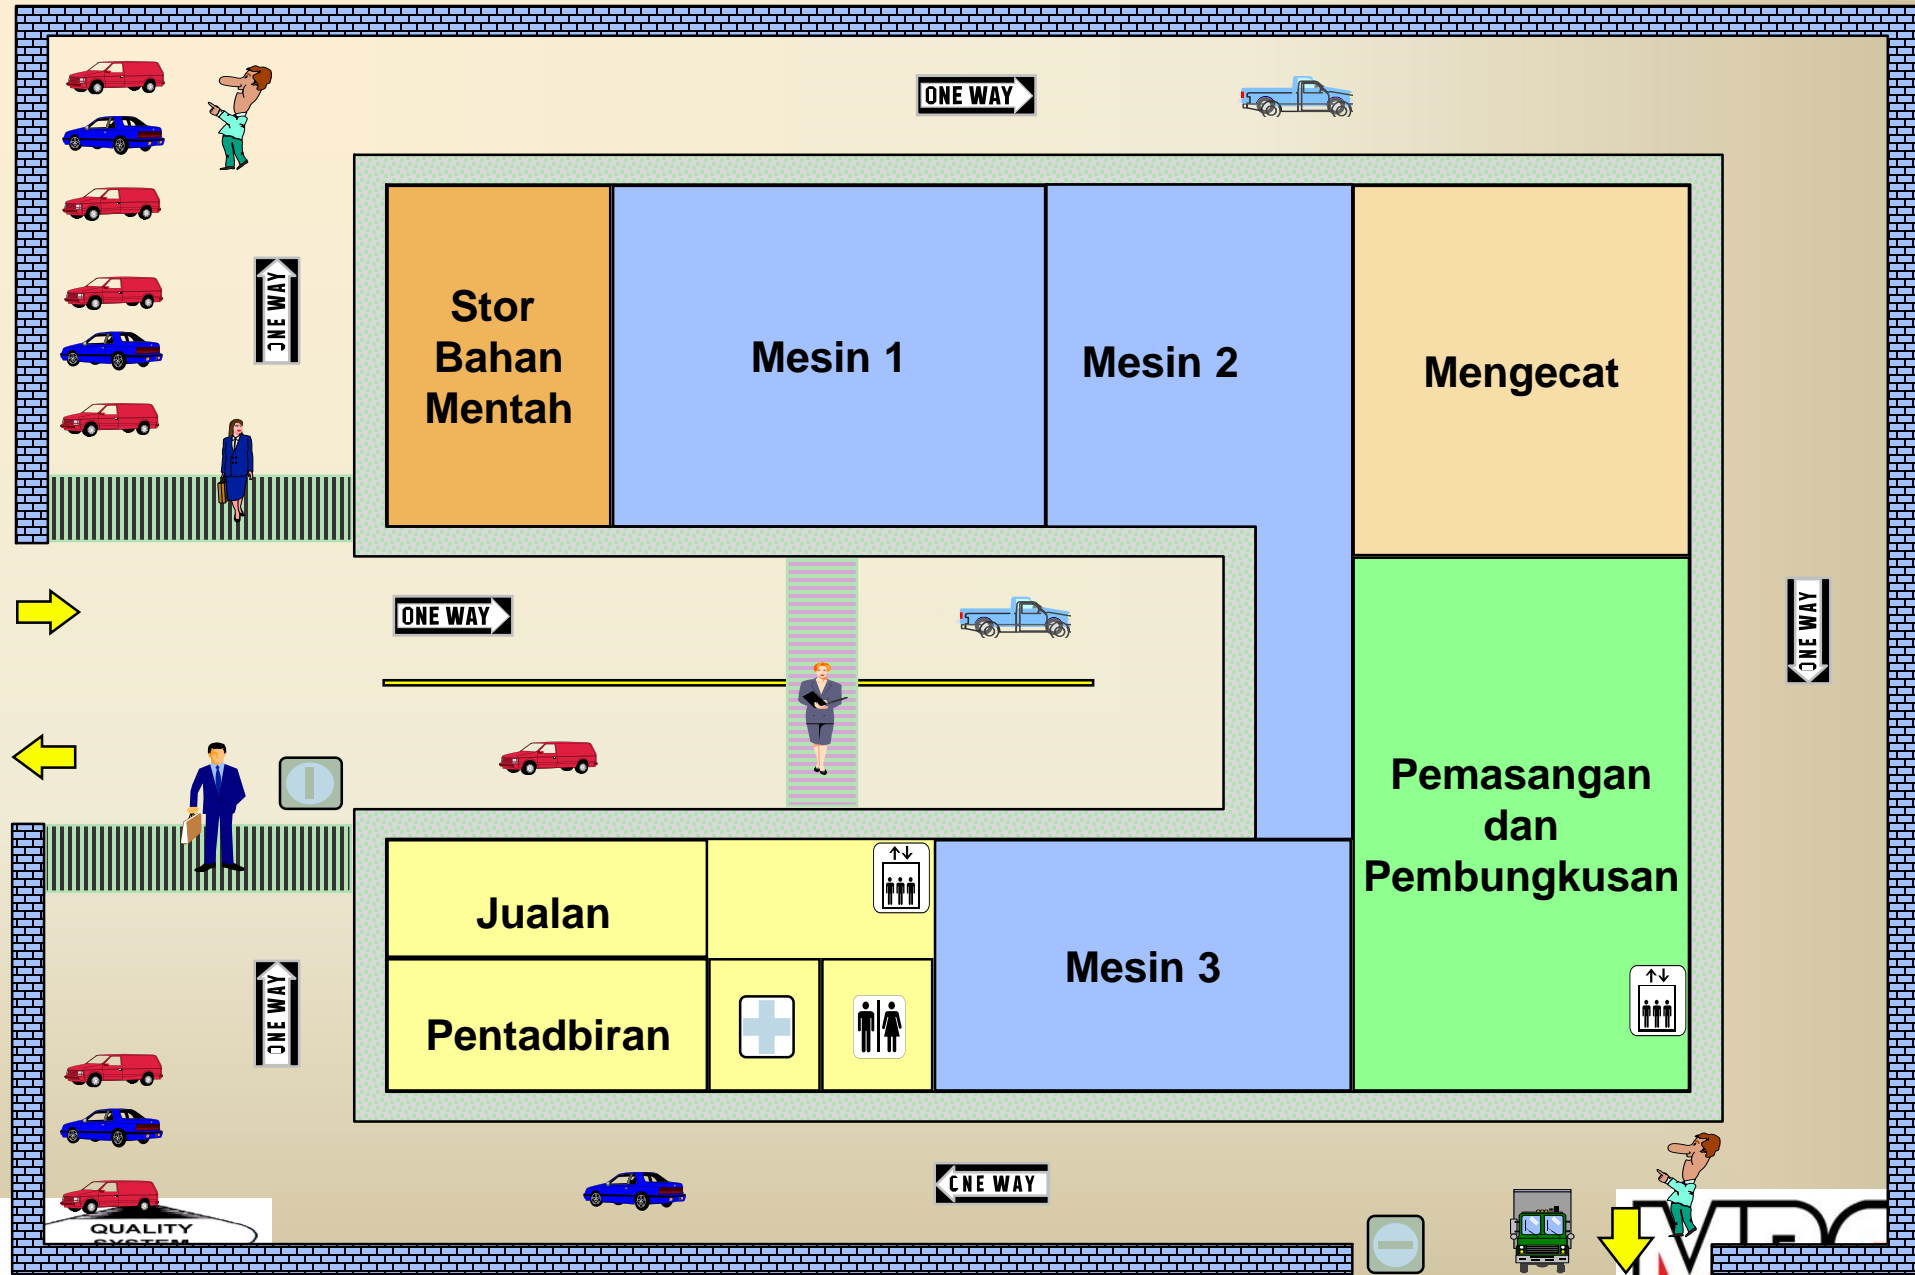 ONE WAY
Stor
Bahan
Mentah
Mesin 1
Mesin 2
Mengecat
ONE WAY
ONE WAY
ONE WAY
Pemasangan
dan
Pembungkusan
Jualan
Pentadbiran
Mesin 3
ONE WAY
ONE WAY
QUALITY
SYSTEM